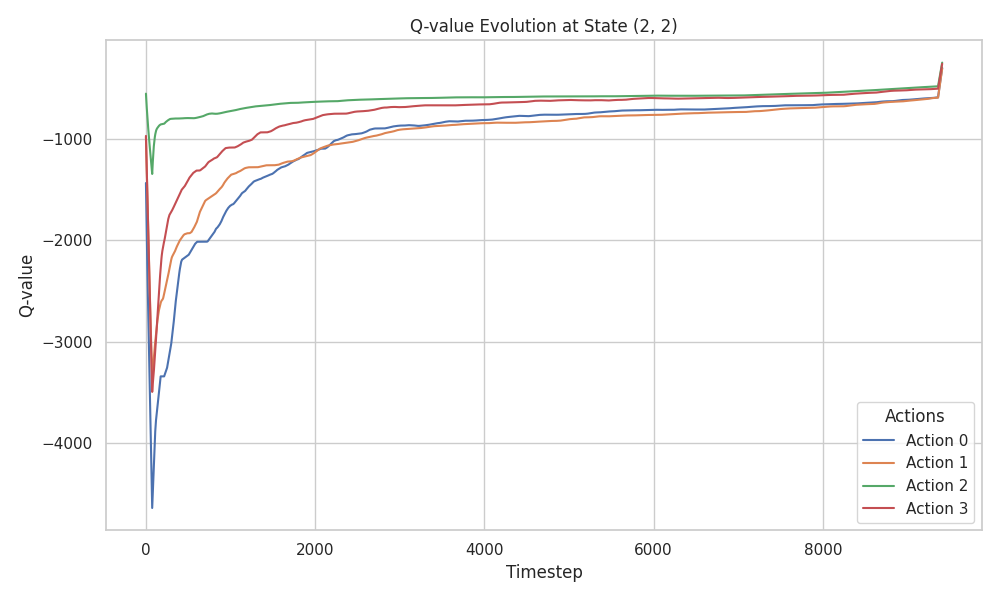 Q-value Evolution at State (2, 2)
Q-value
−1000
−2000
−3000
−4000
0
2000
4000
6000
8000
Timestep
Actions
Action 0
Action 1
Action 2
Action 3